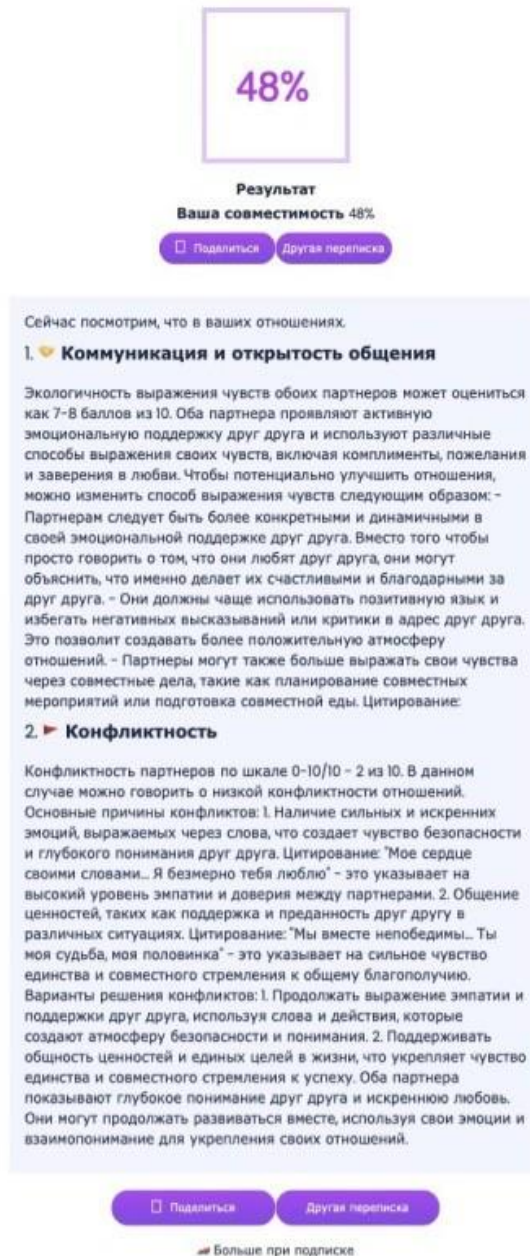 48%
Результат
Ваша совместимость 48%
Поделиться Другая переписка
Сейчас посмотрим, что в ваших отношениях.
1. Коммуникация и открытость общения
Экологичность выражения чувств обоих партнеров может оцениться
как 7-8 баллов из 10. Оба партнера проявляют активную
эмоциональную поддержку друг друга и используют различные
способы выражения своих чувств, включая комплименты, пожелания
и заверения в любви. Чтобы потенциально улучшить отношения,
можно изменить способ выражения чувств следующим образом: -
Партнерам следует быть более конкретными и динамичными в
своей эмоциональной поддержке друг друга. Вместо того чтобы
просто говорить о том, что они любят друг друга, они могут
объяснить, что именно делает их счастливыми и благодарными за
друг друга. - Они должны чаще использовать позитивную язык и
избегать негативных высказываний или критики в адрес друг друга.
Это позволит создавать более положительную атмосферу
отношений. - Партнеры могут также больше выражать свои чувства
через совместные дела, такие как планирование совместных
мероприятий или подготовка совместной еды. Цитирование:
2. Конфликтность
Конфликтность партнеров по шкале 0-10/10 - 2 из 10. В данном
случае можно говорить о низкой конфликтности отношений.
Основные причины конфликтов: 1. Наличие сильных и искренних
эмоций, выражаемых через слова, что создает чувство безопасности
и глубокого понимания друг друга. Цитирование: "Мое сердце
своими словами... Я безмерно тебя люблю" - это указывает на
высокий уровень эмпатии и доверия между партнерами. 2. Общение
ценностей, таких как поддержка и преданность друг другу в
различных ситуациях. Цитирование: "Мы вместе непобедимы... Ты
моя судьба, моя половинка" - это указывает на сильное чувство
единства и совместного стремления к общему благополучию.
Варианты решения конфликтов: 1. Продолжать выражение эмпатии и
поддержки друг друга, используя слова и действия, которые
создают атмосферу безопасности и понимания. 2. Поддерживать
общность ценностей и единых целей в жизни, что укрепляет чувство
единства и совместного стремления к успеху. Оба партнера
показывают глубокое понимание друг друга и искреннюю любовь.
Они могут продолжать развиваться вместе, используя свои эмоции и
взаимопонимание для укрепления своих отношений.
Поделиться Другая переписка
Больше при подписке